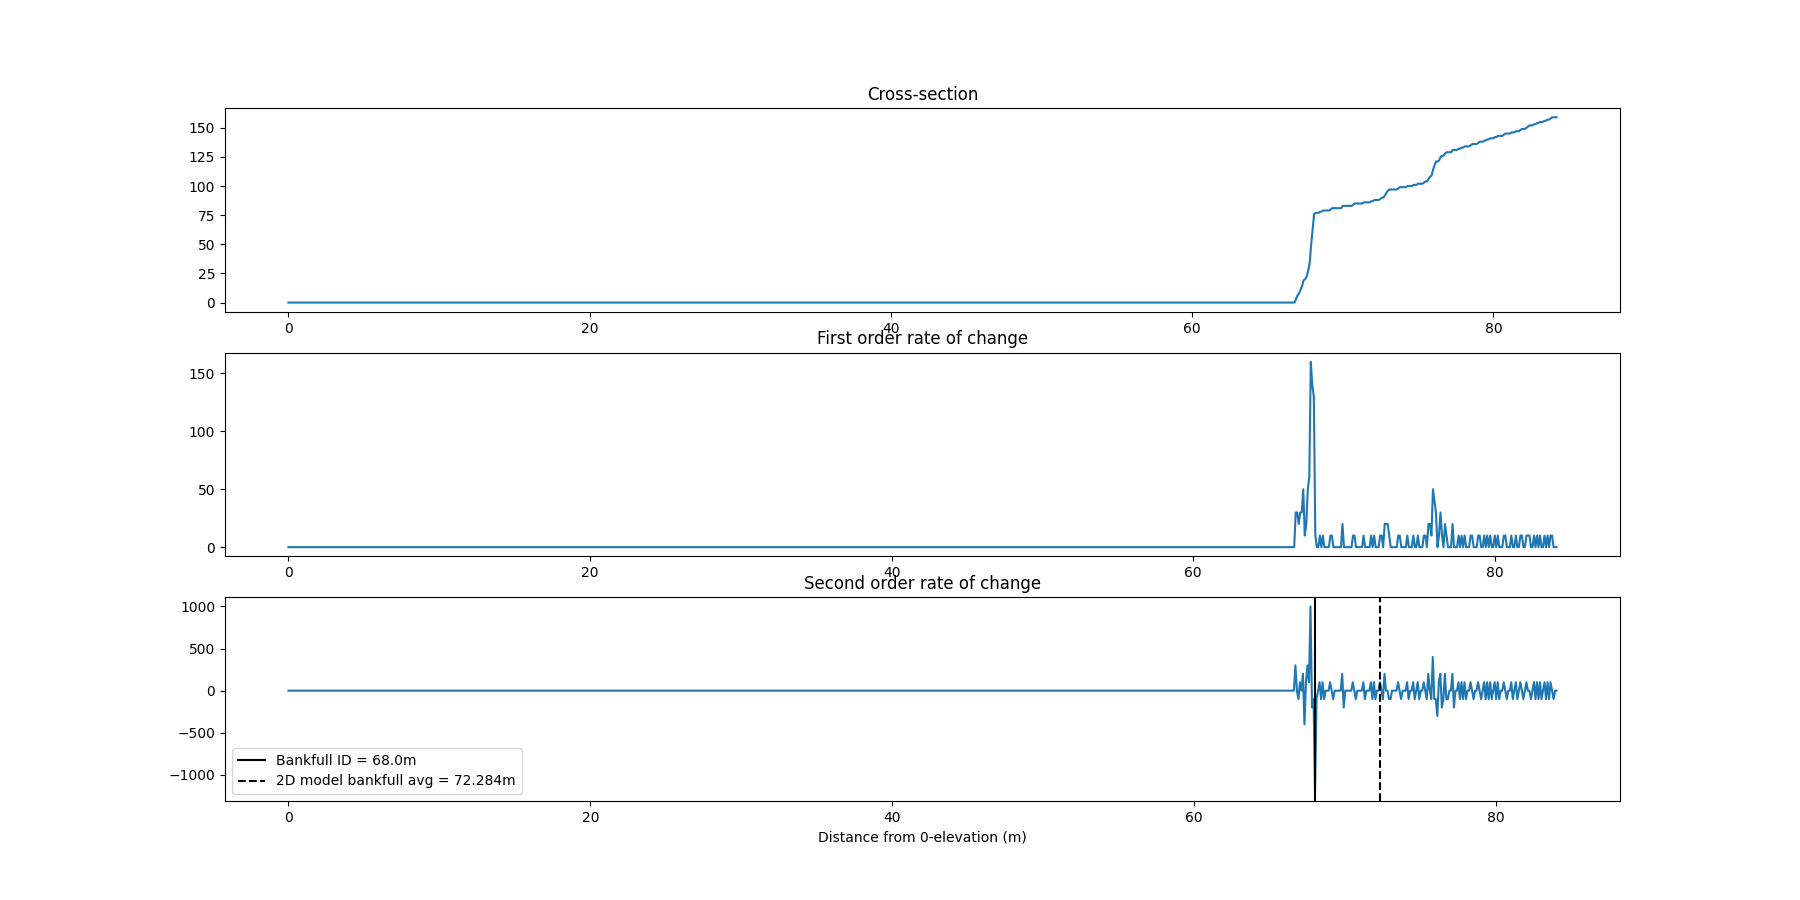 Cross-section
150
125
100
75
50
25
0
0 20 40 60 80
First order rate of change
150
100
50
0
0 20 40 60 80
Second order rate of change
1000
500
0
−500
−1000
Bankfull ID = 68.0m
2D model bankfull avg = 72.284m
0 20 40 60 80
Distance from 0-elevation (m)